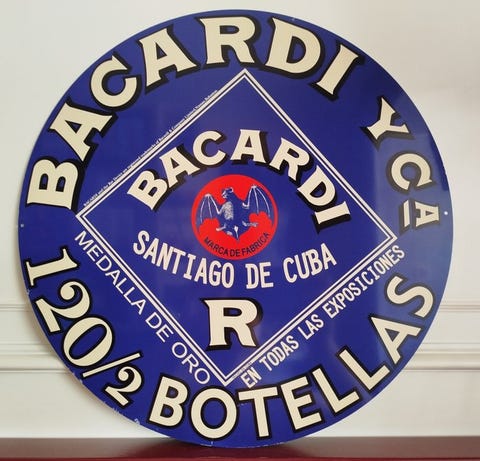 BACARDI Y Cª
BACARDI
BACARDI
MARCA DE FABRICA
SANTIAGO DE CUBA
R
MEDALLA DE ORO
EN TODAS LAS EXPOSICIONES
120/2 BOTELLAS